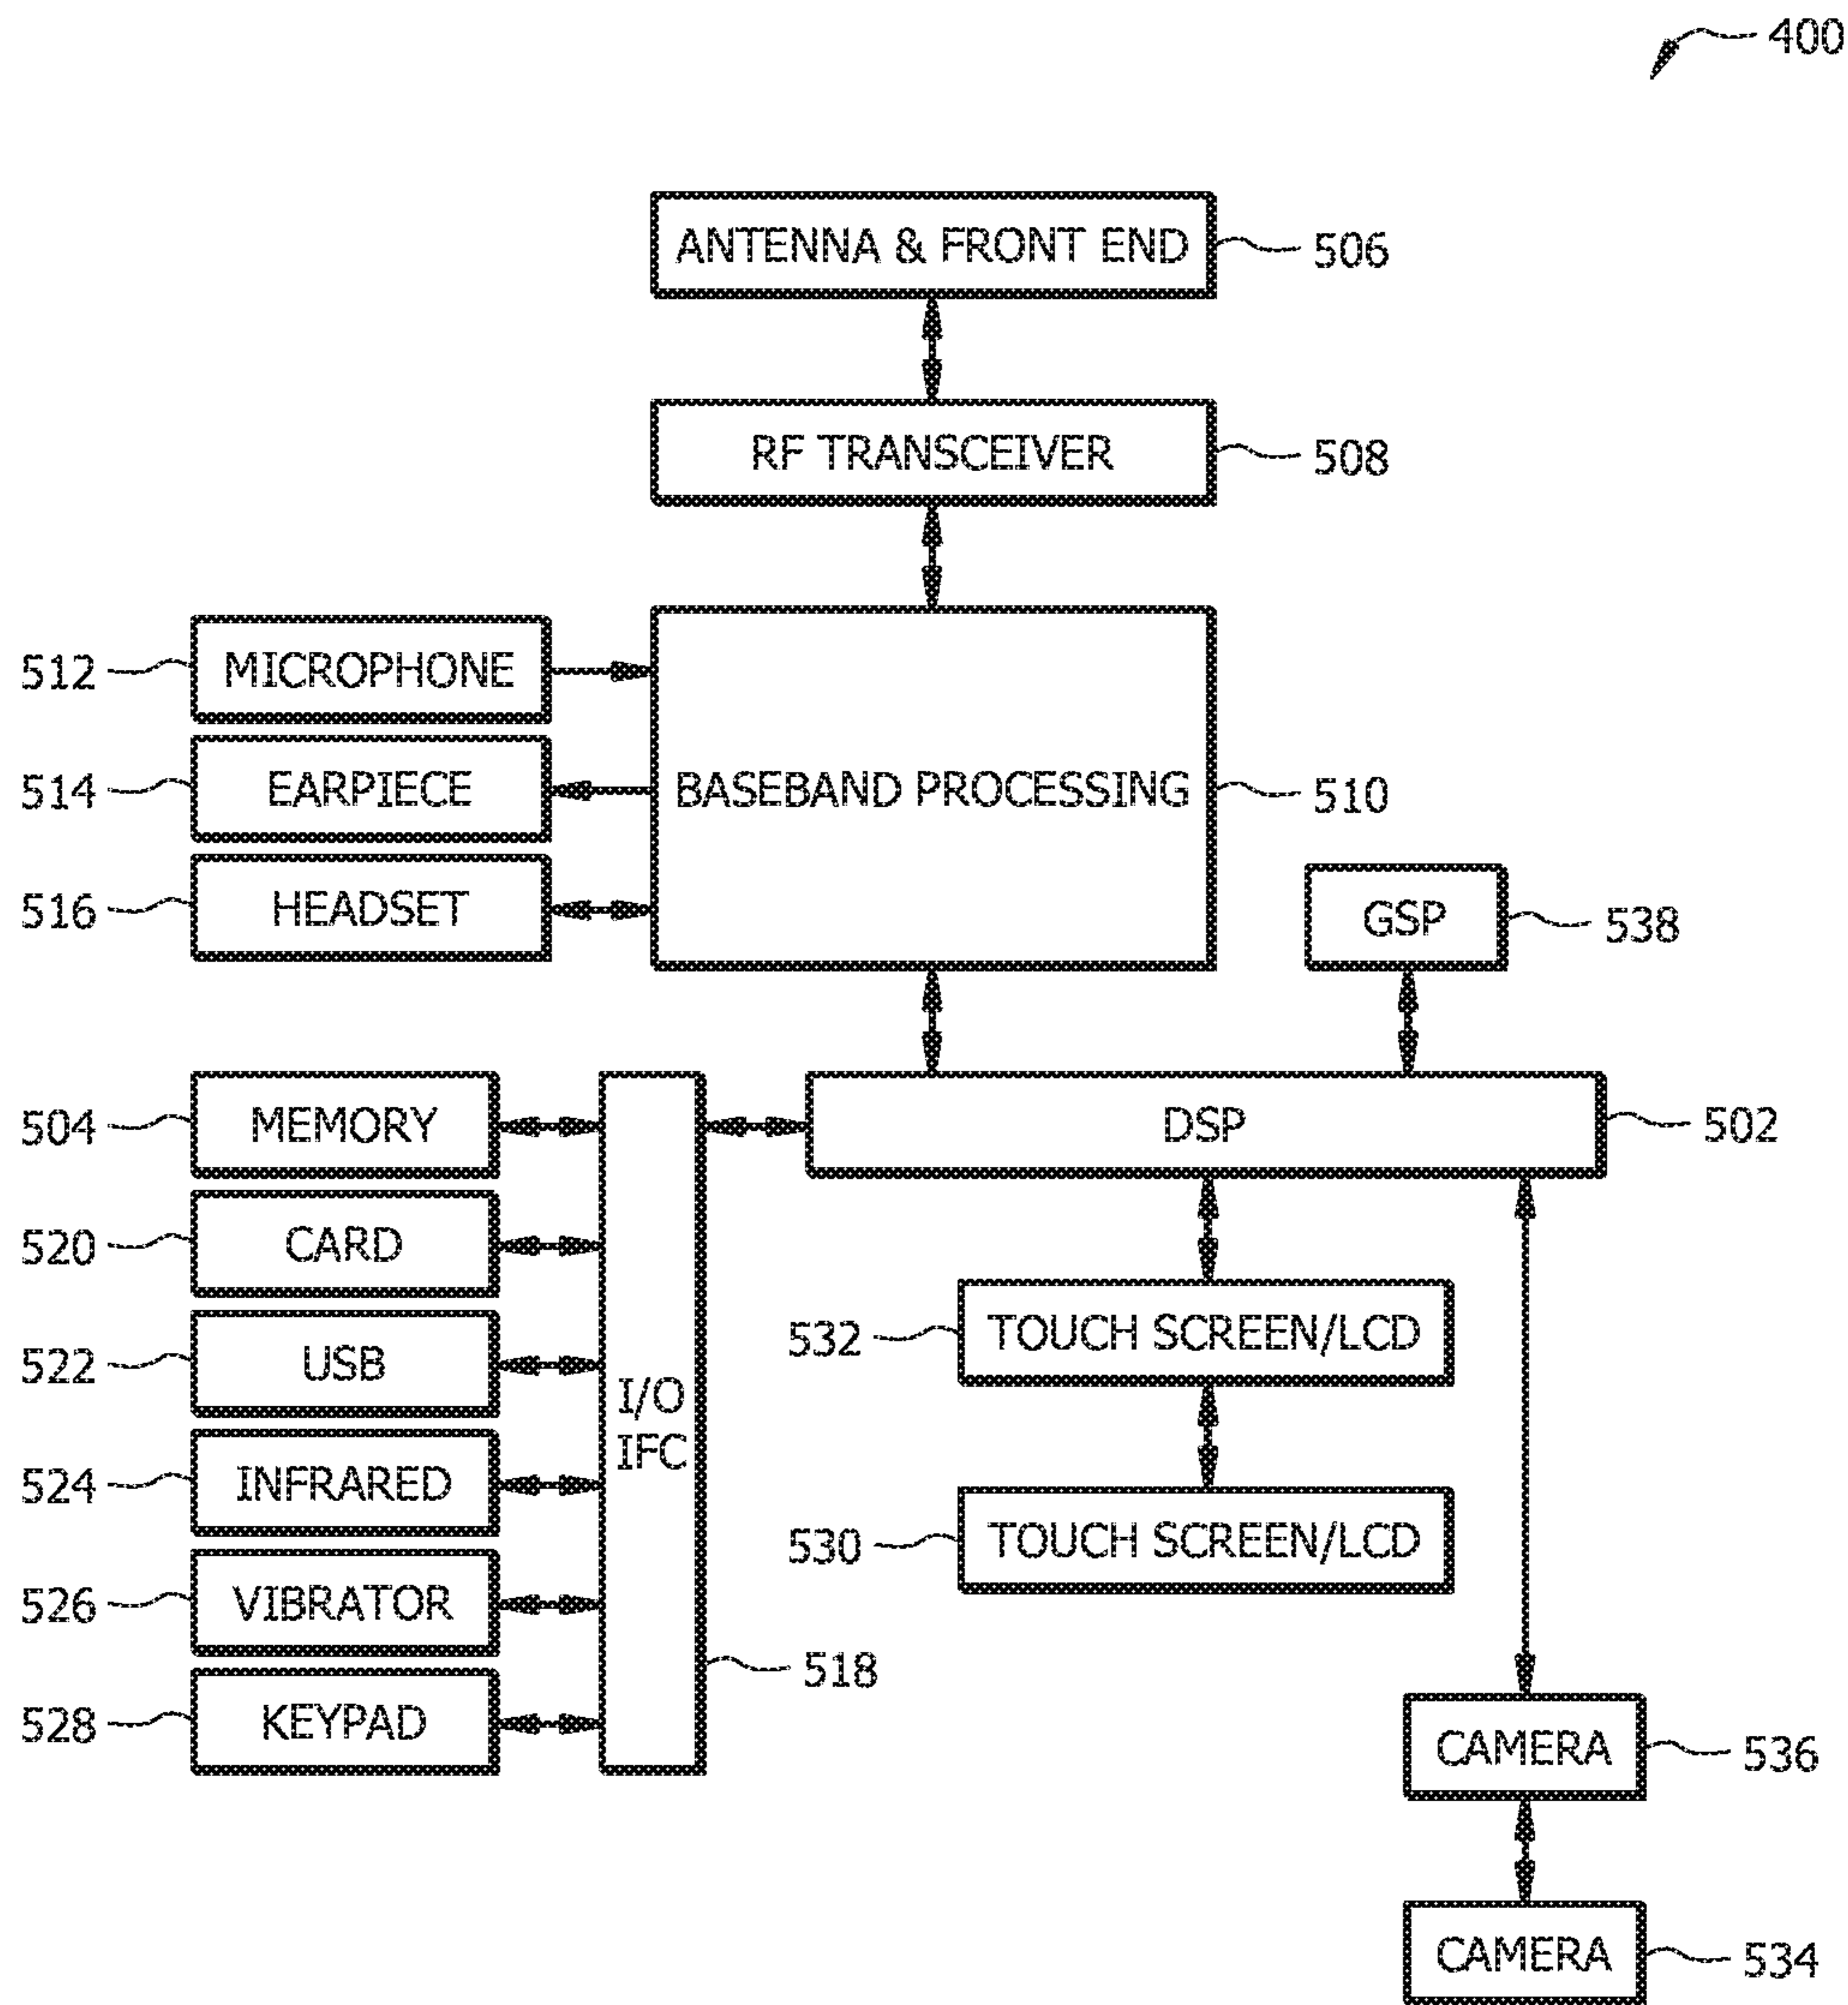 400
ANTENNA & FRONT END
506
RF TRANSCEIVER
508
512
MICROPHONE
514
EARPIECE
BASEBAND PROCESSING
510
516
HEADSET
GSP
538
504
MEMORY
DSP
502
520
CARD
522
USB
532
TOUCH SCREEN/LCD
I/O
IFC
524
INFRARED
530
TOUCH SCREEN/LCD
526
VIBRATOR
518
528
KEYPAD
CAMERA
536
CAMERA
534